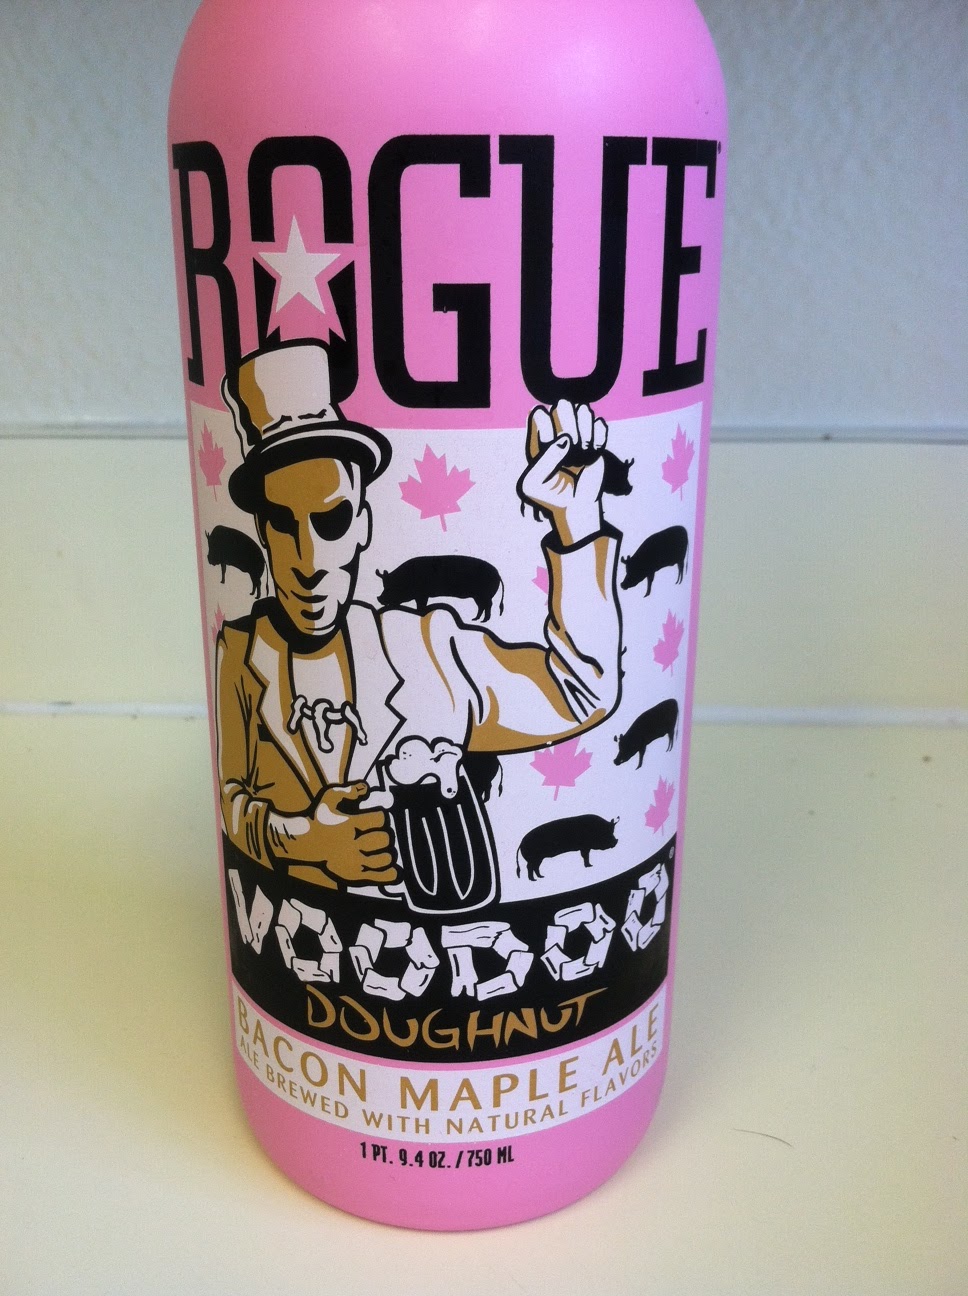 ROGUE
VOODOO
DOUGHNUT
BACON MAPLE ALE
ALE BREWED WITH NATURAL FLAVORS
1 PT. 9.4 OZ. / 750 ML